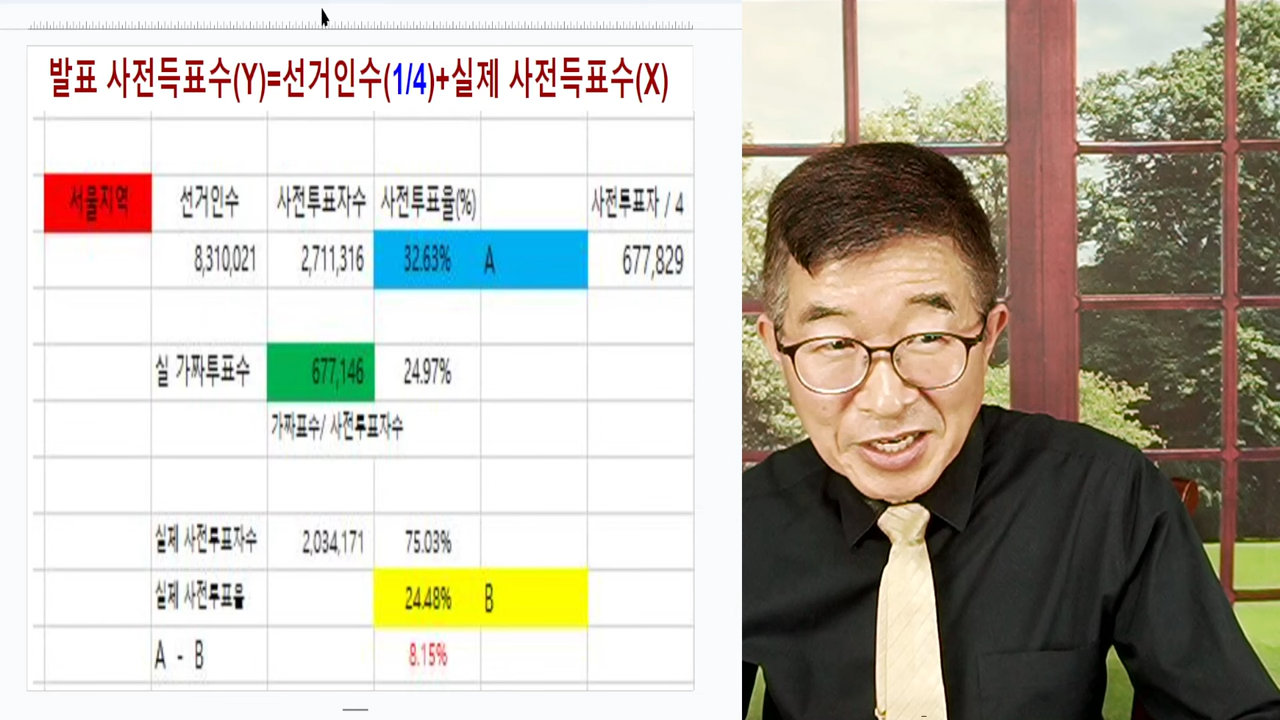 발표 사전득표수(Y)=선거인수(1/4)+실제 사전득표수(X)
서울지역 선거인수 사전투표자수 사전투표율(%) 사전투표자 / 4
8,310,021 2,711,316 32.63% A 677,829
실 가짜투표수 677,146 24.97%
가짜표수/ 사전투표자수
실제 사전투표자수 2,034,171 75.03%
실제 사전투표율 24.48% B
A - B 8.15%